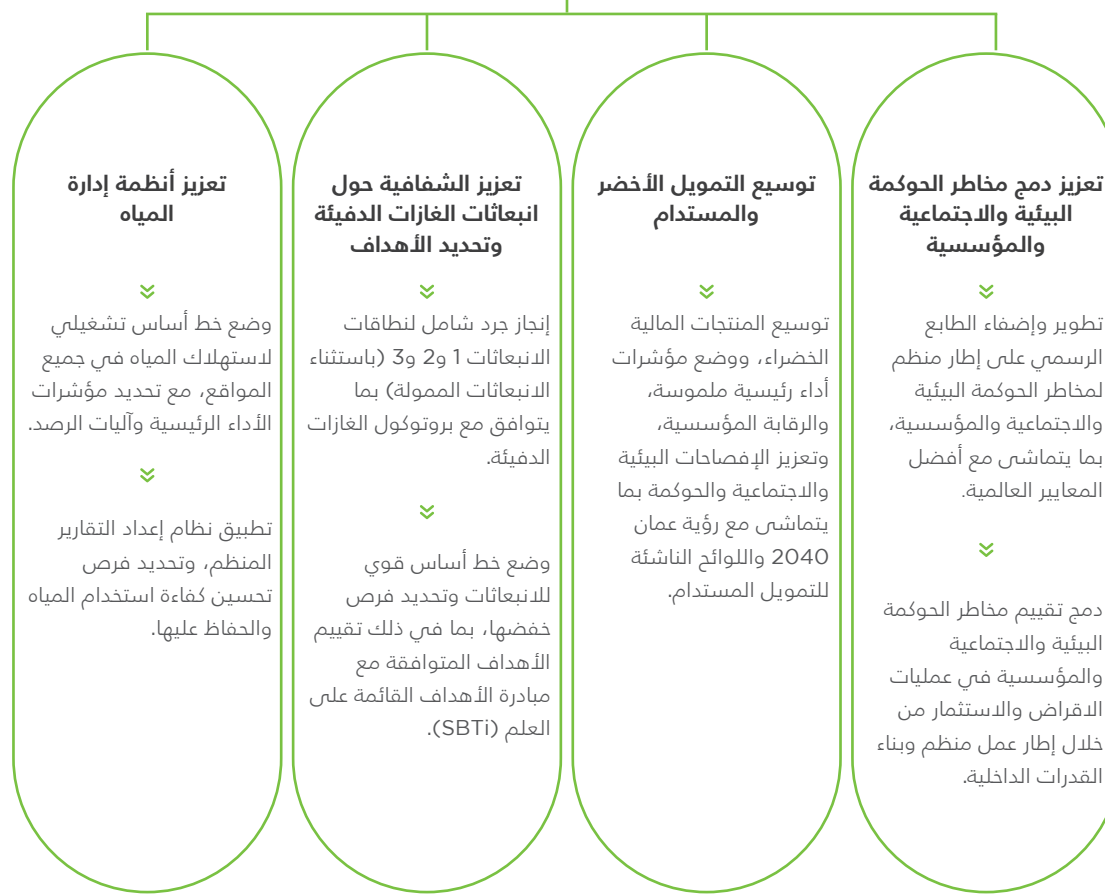 تعزيز دمج مخاطر الحوكمة
البيئية والاجتماعية
والمؤسسية
تطوير وإضفاء الطابع
الرسمي على إطار منظم
لمخاطر الحوكمة البيئية
والاجتماعية والمؤسسية،
بما يتماشى مع أفضل
المعايير العالمية.
دمج تقييم مخاطر الحوكمة
البيئية والاجتماعية
والمؤسسية في عمليات
الاقراض والاستثمار من
خلال إطار عمل منظم وبناء
القدرات الداخلية.
توسيع التمويل الأخضر
والمستدام
توسيع المنتجات المالية
الخضراء، ووضع مؤشرات
أداء رئيسية ملموسة،
والرقابة المؤسسية،
وتعزيز الإفصاحات البيئية
والاجتماعية والحوكمة بما
يتماشى مع رؤية عمان
2040 واللوائح الناشئة
للتمويل المستدام.
تعزيز الشفافية حول
انبعاثات الغازات الدفيئة
وتحديد الأهداف
إنجاز جرد شامل لنطاقات
الانبعاثات 1 و2 و3 (باستثناء
الانبعاثات الممولة) بما
يتوافق مع بروتوكول الغازات
الدفيئة.
وضع خط أساس قوي
للانبعاثات وتحديد فرص
خفضها، بما في ذلك تقييم
الأهداف المتوافقة مع
مبادرة الأهداف القائمة على
العلم (SBTi).
تعزيز أنظمة إدارة
المياه
وضع خط أساس تشغيلي
لاستهلاك المياه في جميع
المواقع، مع تحديد مؤشرات
الأداء الرئيسية وآليات الرصد.
تطبيق نظام إعداد التقارير
المنظم، وتحديد فرص
تحسين كفاءة استخدام المياه
والحفاظ عليها.